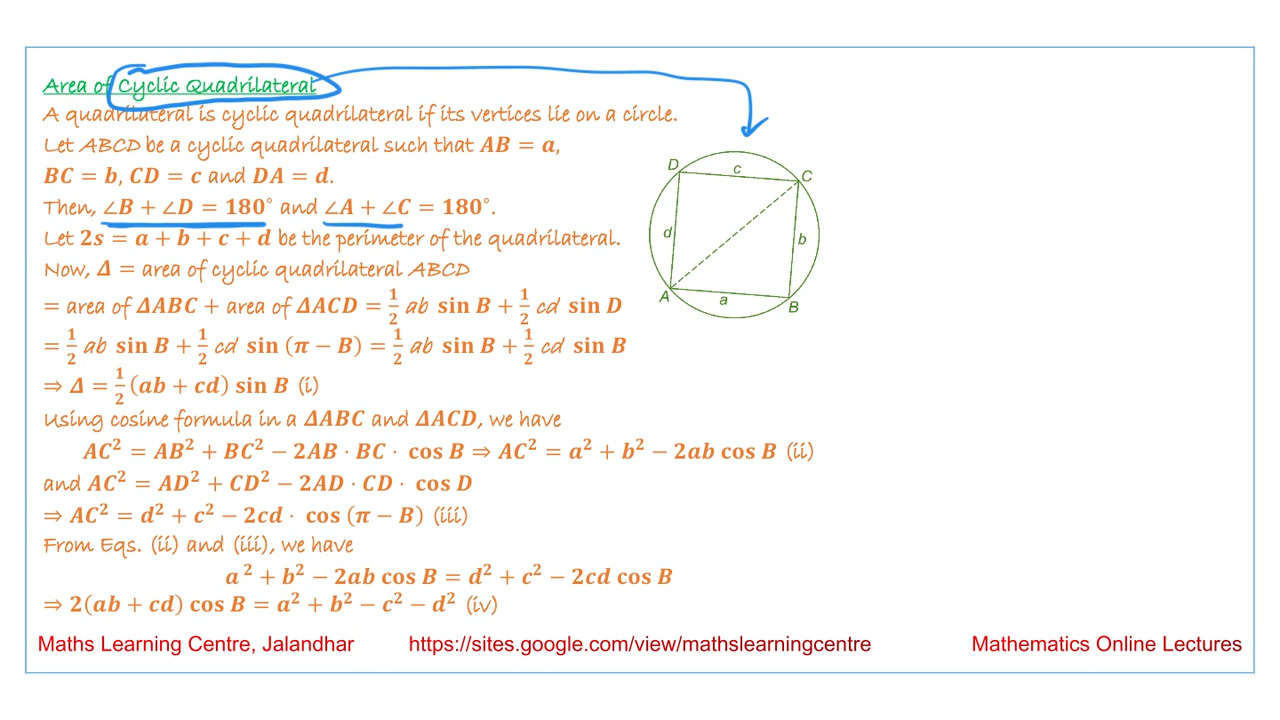 Area of Cyclic Quadrilateral
A quadrilateral is cyclic quadrilateral if its vertices lie on a circle.
Let ABCD be a cyclic quadrilateral such that AB = a,
BC = b, CD = c and DA = d.
Then, ∠B + ∠D = 180° and ∠A + ∠C = 180°.
Let 2s = a + b + c + d be the perimeter of the quadrilateral.
Now, Δ = area of cyclic quadrilateral ABCD
= area of ΔABC + area of ΔACD = 1/2 ab sin B + 1/2 cd sin D
= 1/2 ab sin B + 1/2 cd sin (π − B) = 1/2 ab sin B + 1/2 cd sin B
⇒ Δ = 1/2 (ab + cd) sin B (i)
Using cosine formula in a ΔABC and ΔACD, we have
AC² = AB² + BC² − 2AB · BC · cos B ⇒ AC² = a² + b² − 2ab cos B (ii)
and AC² = AD² + CD² − 2AD · CD · cos D
⇒ AC² = d² + c² − 2cd · cos (π − B) (iii)
From Eqs. (ii) and (iii), we have
a² + b² − 2ab cos B = d² + c² − 2cd cos B
⇒ 2(ab + cd) cos B = a² + b² − c² − d² (iv)
D
c
C
d
b
A
a
B
Maths Learning Centre, Jalandhar
https://sites.google.com/view/mathslearningcentre
Mathematics Online Lectures